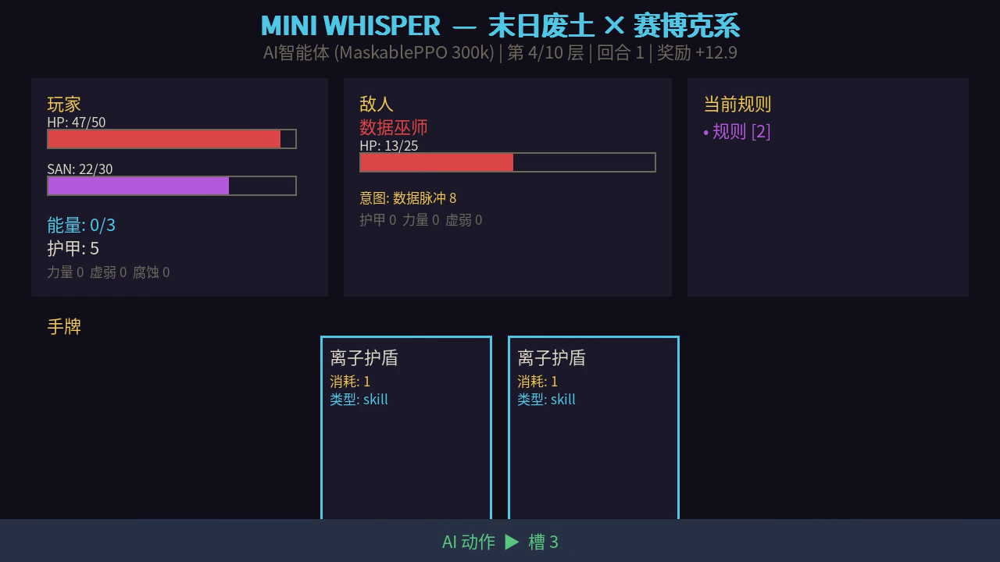 MINI WHISPER — 末日废土 × 赛博克系
AI智能体 (MaskablePPO 300k) | 第 4/10 层 | 回合 1 | 奖励 +12.9
玩家
HP: 47/50
SAN: 22/30
能量: 0/3
护甲: 5
力量 0 虚弱 0 腐蚀 0
敌人
数据巫师
HP: 13/25
意图: 数据脉冲 8
护甲 0 力量 0 虚弱 0
当前规则
• 规则 [2]
手牌
离子护盾
消耗: 1
类型: skill
离子护盾
消耗: 1
类型: skill
AI 动作 ▶ 槽 3